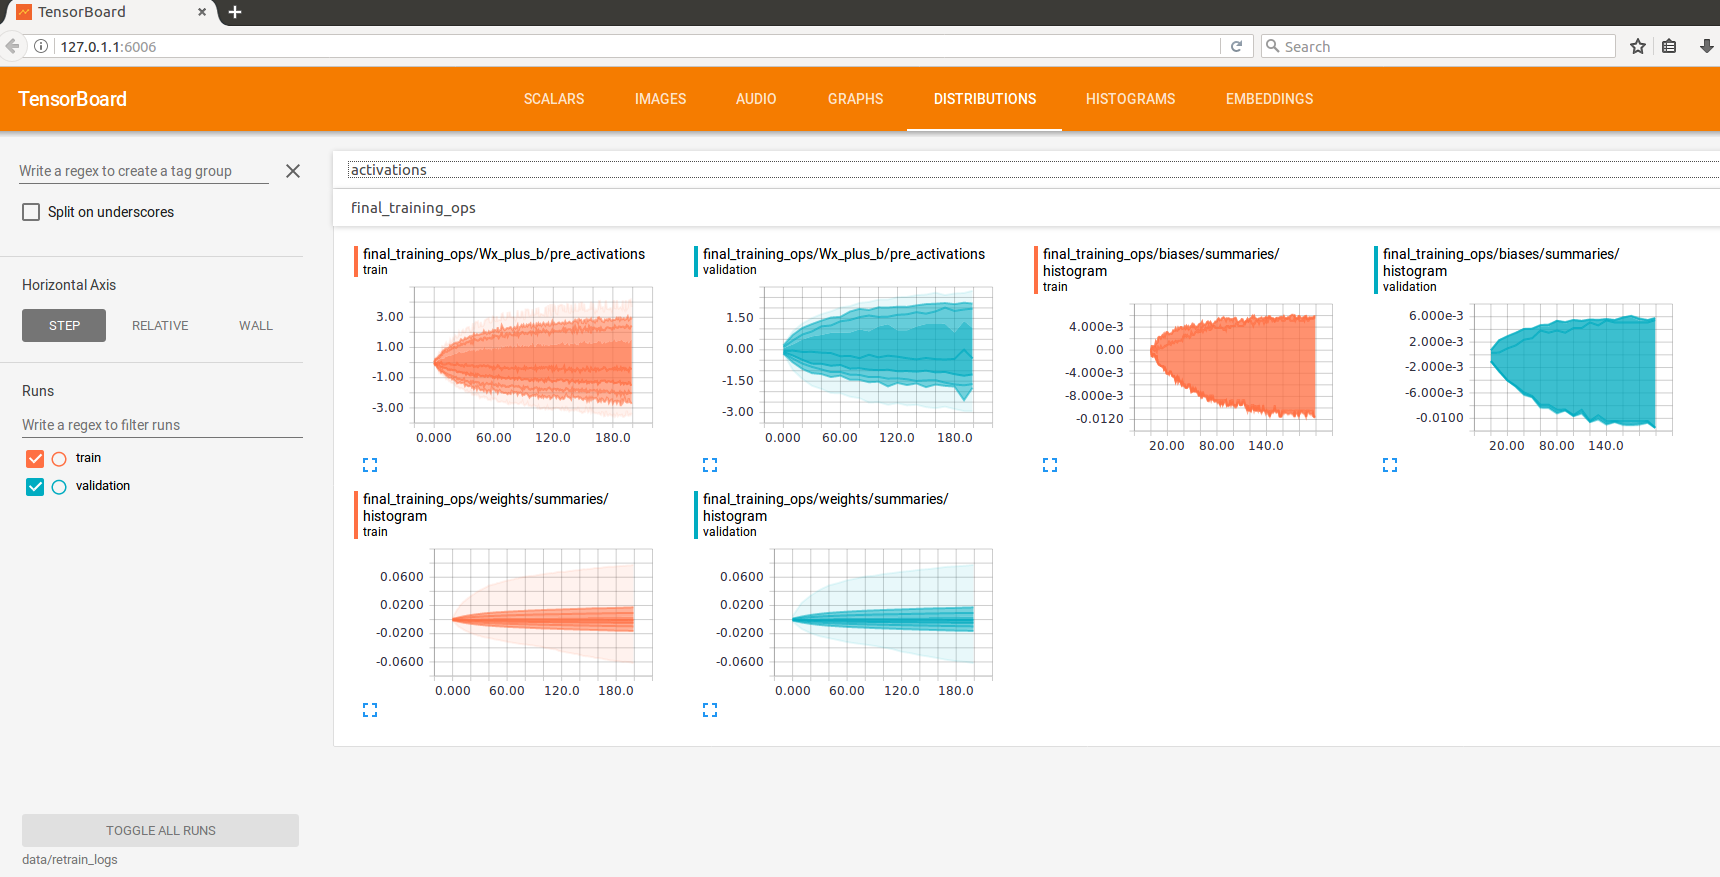 TensorBoard
127.0.1.1:6006
Search
TensorBoard
SCALARS IMAGES AUDIO GRAPHS DISTRIBUTIONS HISTOGRAMS EMBEDDINGS
Write a regex to create a tag group
Split on underscores
Horizontal Axis
STEP RELATIVE WALL
Runs
Write a regex to filter runs
train
validation
TOGGLE ALL RUNS
data/retrain_logs
activations
final_training_ops
final_training_ops/Wx_plus_b/pre_activations
train
3.00
1.00
-1.00
-3.00
0.000 60.00 120.0 180.0
final_training_ops/Wx_plus_b/pre_activations
validation
1.50
0.00
-1.50
-3.00
0.000 60.00 120.0 180.0
final_training_ops/biases/summaries/
histogram
train
4.000e-3
0.00
-4.000e-3
-8.000e-3
-0.0120
20.00 80.00 140.0
final_training_ops/biases/summaries/
histogram
validation
6.000e-3
2.000e-3
-2.000e-3
-6.000e-3
-0.0100
20.00 80.00 140.0
final_training_ops/weights/summaries/
histogram
train
0.0600
0.0200
-0.0200
-0.0600
0.000 60.00 120.0 180.0
final_training_ops/weights/summaries/
histogram
validation
0.0600
0.0200
-0.0200
-0.0600
0.000 60.00 120.0 180.0